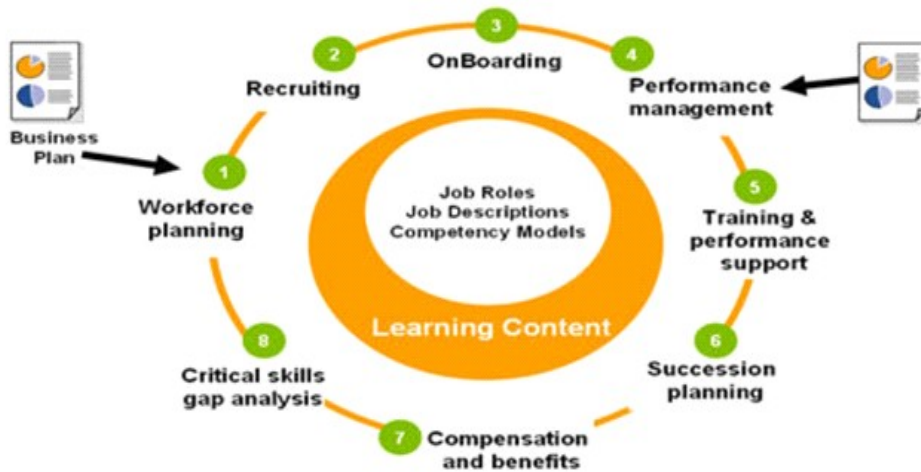 Business
Plan
1
Workforce
planning
2
Recruiting
3
OnBoarding
4
Performance
management
5
Training &
performance
support
6
Succession
planning
7
Compensation
and benefits
8
Critical skills
gap analysis
Job Roles
Job Descriptions
Competency Models
Learning Content